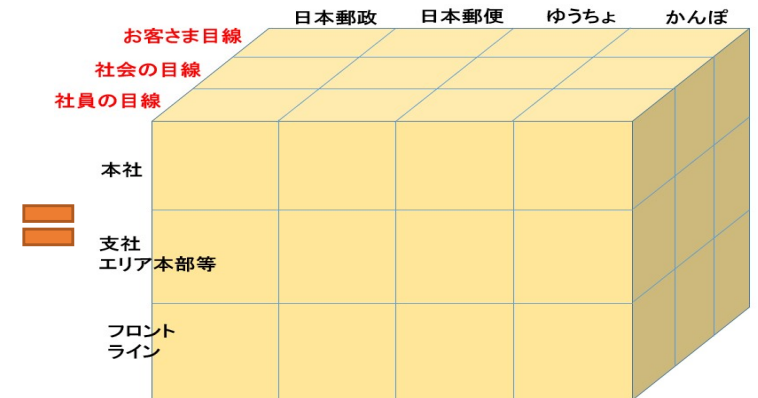 日本郵政 日本郵便 ゆうちょ かんぽ
お客さま目線
社会の目線
社員の目線
本社
支社
エリア本部等
フロント
ライン